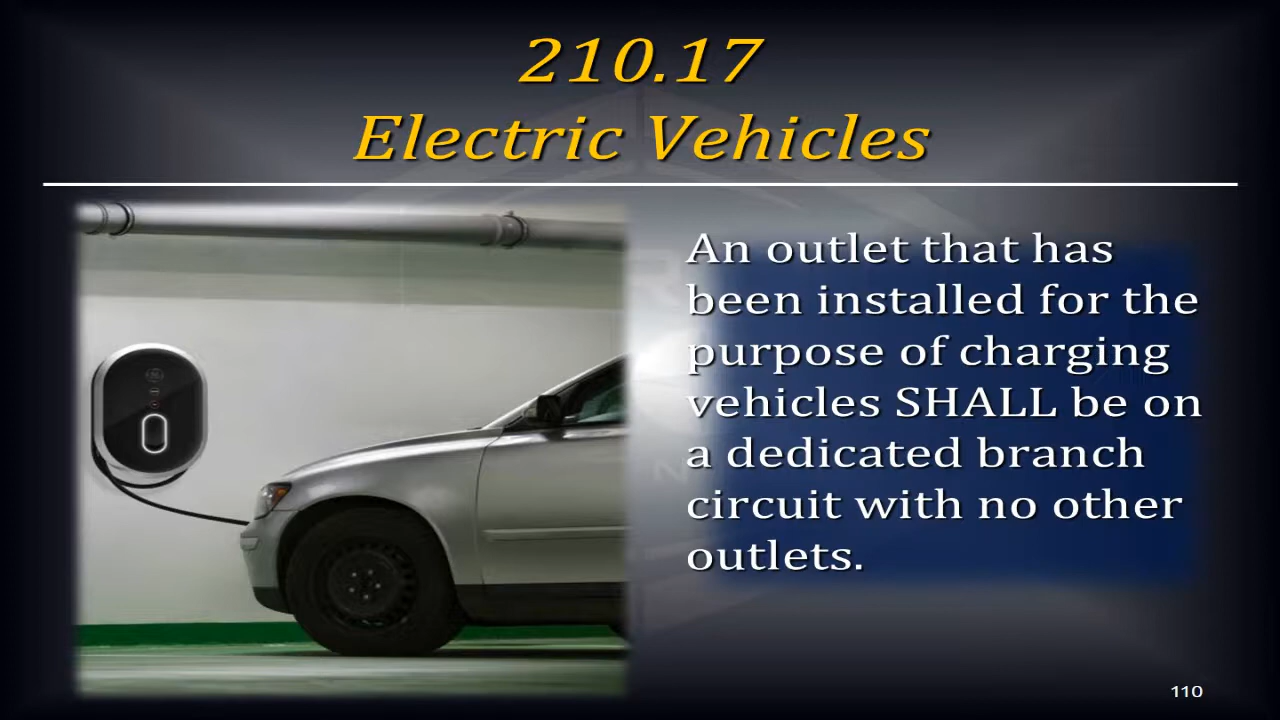 210.17
Electric Vehicles
An outlet that has
been installed for the
purpose of charging
vehicles SHALL be on
a dedicated branch
circuit with no other
outlets.
110